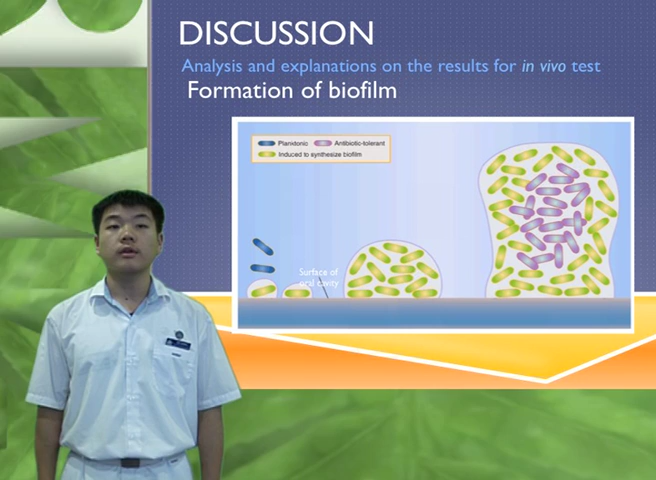 DISCUSSION
Analysis and explanations on the results for in vivo test
Formation of biofilm
Planktonic
Antibiotic-tolerant
Induced to synthesize biofilm
Surface of
oral cavity